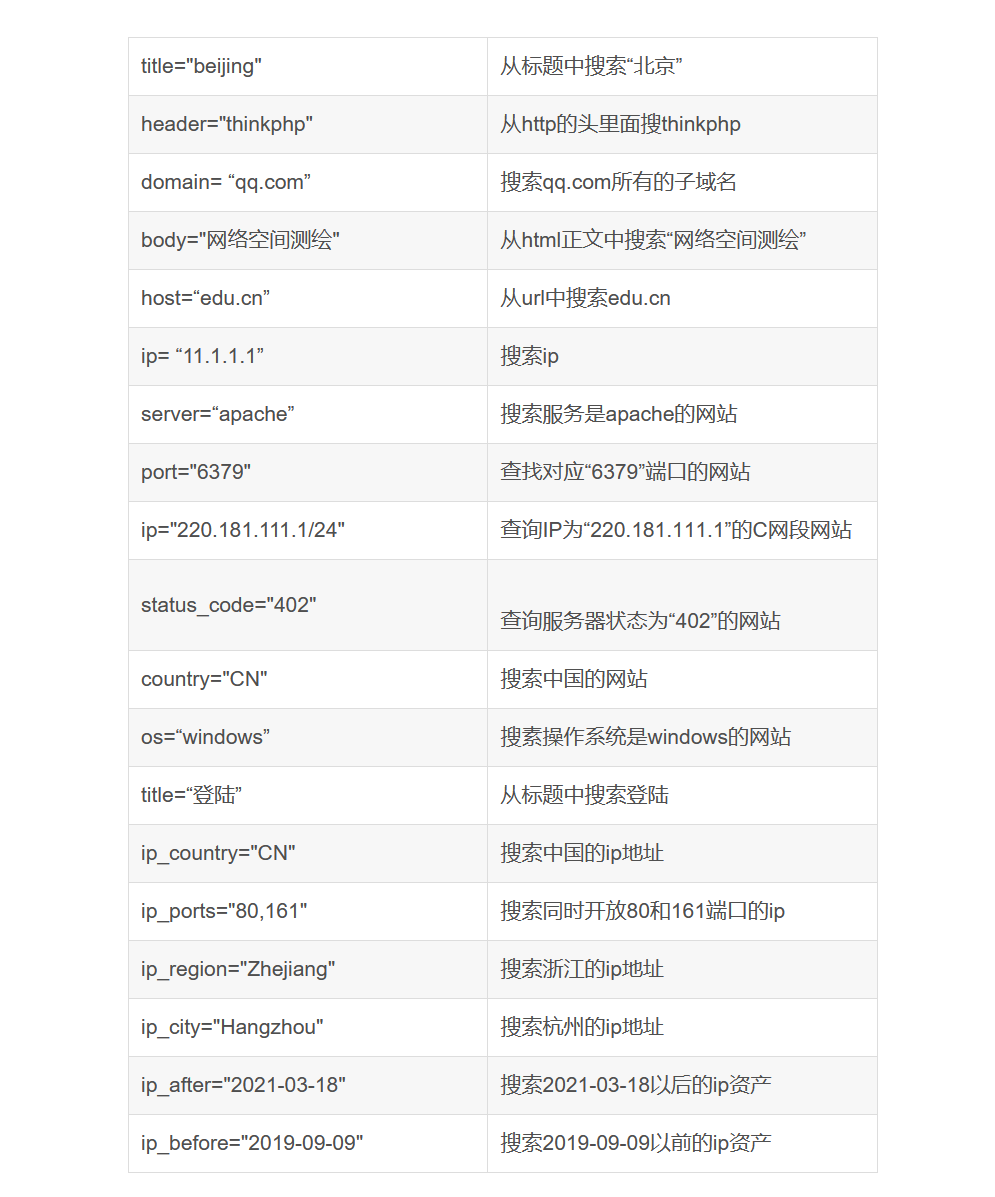 title="beijing" 从标题中搜索“北京”
header="thinkphp" 从http的头里面搜thinkphp
domain= “qq.com” 搜索qq.com所有的子域名
body="网络空间测绘" 从html正文中搜索“网络空间测绘”
host=“edu.cn” 从url中搜索edu.cn
ip= “11.1.1.1” 搜索ip
server=“apache” 搜索服务是apache的网站
port="6379" 查找对应“6379”端口的网站
ip="220.181.111.1/24" 查询IP为“220.181.111.1”的C网段网站
status_code="402" 查询服务器状态为“402”的网站
country="CN" 搜索中国的网站
os=“windows” 搜素操作系统是windows的网站
title=“登陆” 从标题中搜索登陆
ip_country="CN" 搜索中国的ip地址
ip_ports="80,161" 搜索同时开放80和161端口的ip
ip_region="Zhejiang" 搜索浙江的ip地址
ip_city="Hangzhou" 搜索杭州的ip地址
ip_after="2021-03-18" 搜索2021-03-18以后的ip资产
ip_before="2019-09-09" 搜索2019-09-09以前的ip资产